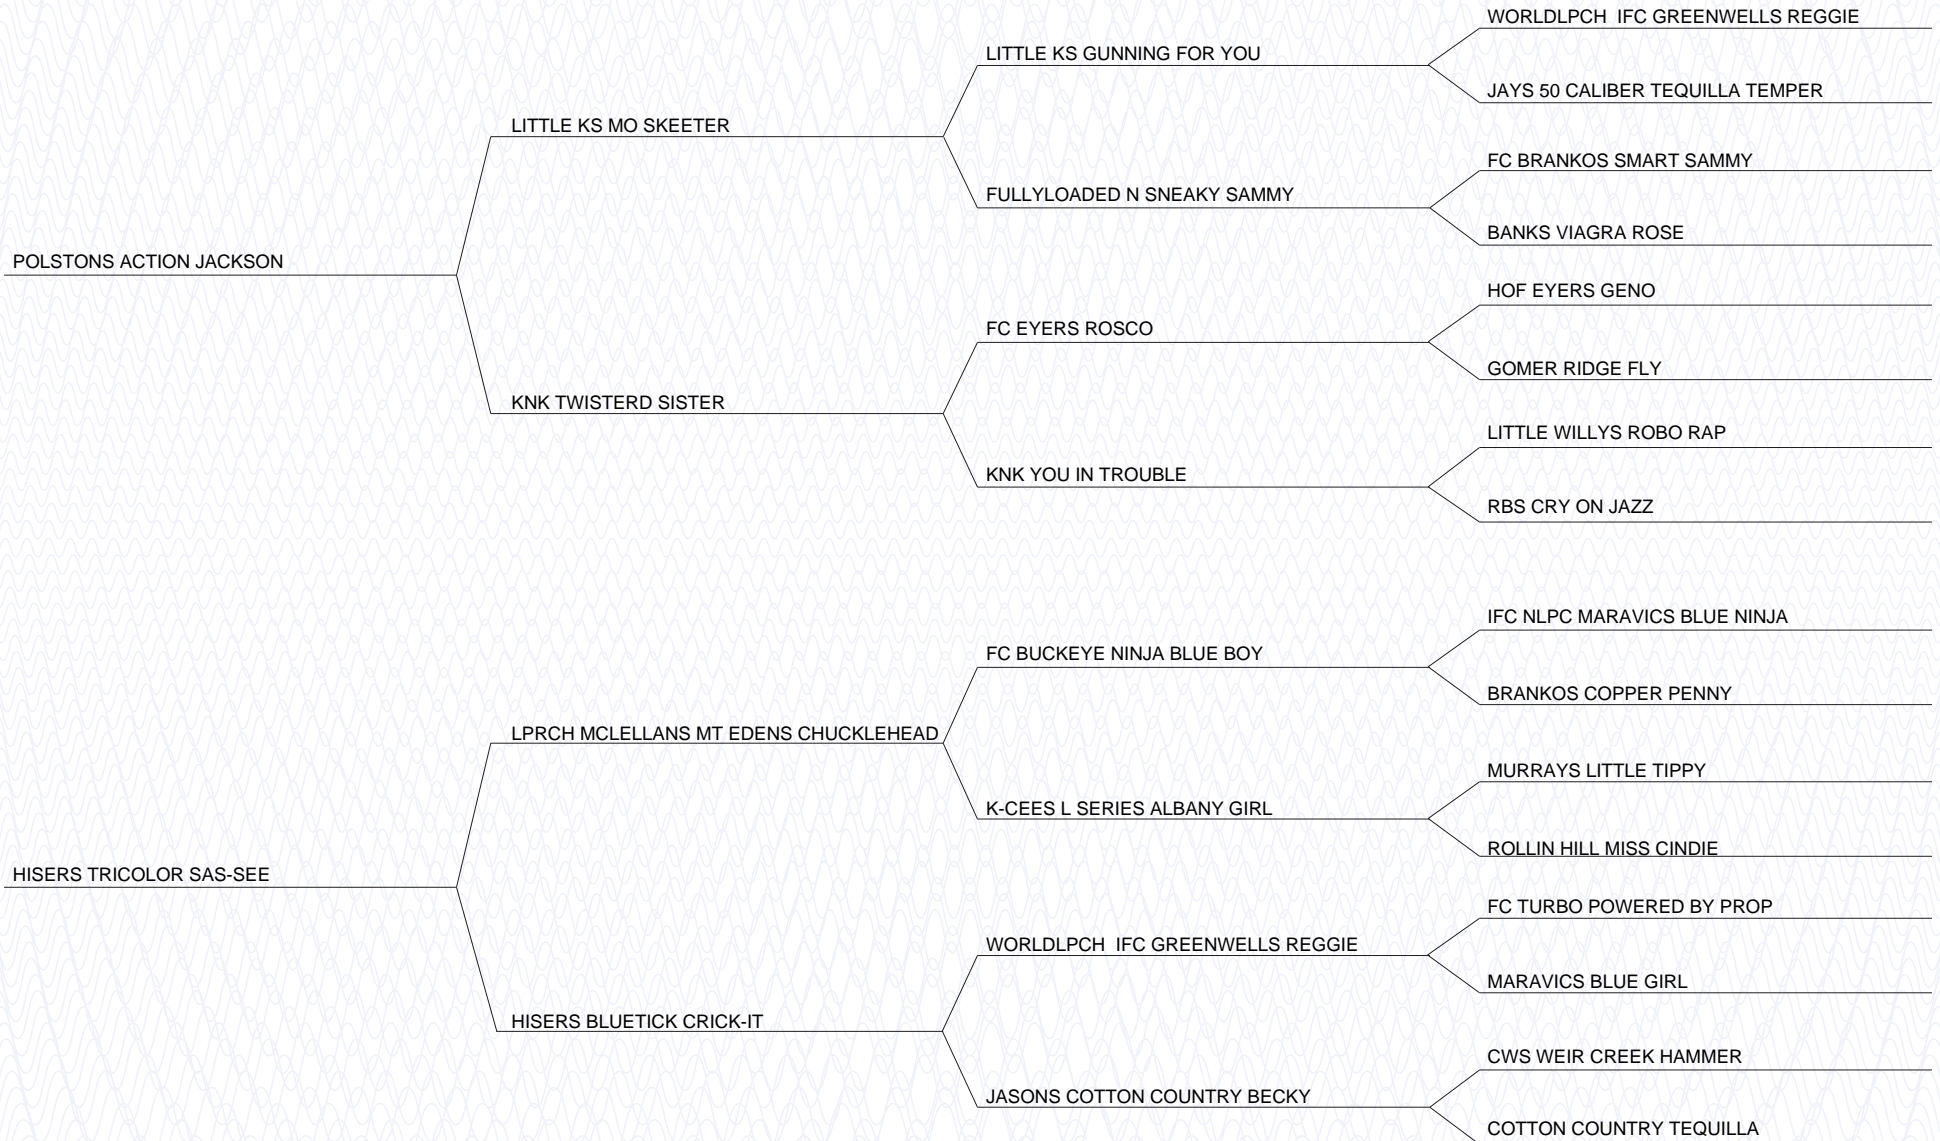 WORLDLPCH  IFC GREENWELLS REGGIE
LITTLE KS GUNNING FOR YOU
JAYS 50 CALIBER TEQUILLA TEMPER
LITTLE KS MO SKEETER
FC BRANKOS SMART SAMMY
FULLYLOADED N SNEAKY SAMMY
BANKS VIAGRA ROSE
POLSTONS ACTION JACKSON
HOF EYERS GENO
FC EYERS ROSCO
GOMER RIDGE FLY
KNK TWISTERD SISTER
LITTLE WILLYS ROBO RAP
KNK YOU IN TROUBLE
RBS CRY ON JAZZ
IFC NLPC MARAVICS BLUE NINJA
FC BUCKEYE NINJA BLUE BOY
BRANKOS COPPER PENNY
LPRCH MCLELLANS MT EDENS CHUCKLEHEAD
MURRAYS LITTLE TIPPY
K-CEES L SERIES ALBANY GIRL
ROLLIN HILL MISS CINDIE
HISERS TRICOLOR SAS-SEE
FC TURBO POWERED BY PROP
WORLDLPCH  IFC GREENWELLS REGGIE
MARAVICS BLUE GIRL
HISERS BLUETICK CRICK-IT
CWS WEIR CREEK HAMMER
JASONS COTTON COUNTRY BECKY
COTTON COUNTRY TEQUILLA